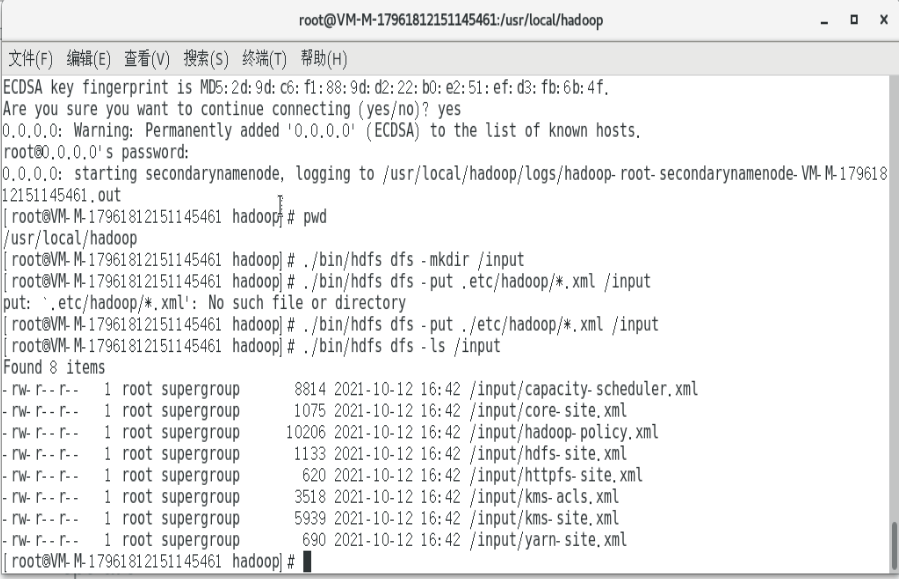 root@VM-M-17961812151145461:/usr/local/hadoop
文件(F) 编辑(E) 查看(V) 搜索(S) 终端(T) 帮助(H)
ECDSA key fingerprint is MD5:2d:9d:c6:f1:88:9d:d2:22:b0:e2:51:ef:d3:fb:6b:4f.
Are you sure you want to continue connecting (yes/no)? yes
0.0.0.0: Warning: Permanently added '0.0.0.0' (ECDSA) to the list of known hosts.
root@0.0.0.0's password:
0.0.0.0: starting secondarynamenode, logging to /usr/local/hadoop/logs/hadoop-root-secondarynamenode-VM-M-179618
12151145461.out
[root@VM-M-17961812151145461 hadoop]# pwd
/usr/local/hadoop
[root@VM-M-17961812151145461 hadoop]# ./bin/hdfs dfs -mkdir /input
[root@VM-M-17961812151145461 hadoop]# ./bin/hdfs dfs -put .etc/hadoop/*.xml /input
put: `.etc/hadoop/*.xml': No such file or directory
[root@VM-M-17961812151145461 hadoop]# ./bin/hdfs dfs -put ./etc/hadoop/*.xml /input
[root@VM-M-17961812151145461 hadoop]# ./bin/hdfs dfs -ls /input
Found 8 items
-rw-r--r--   1 root supergroup       8814 2021-10-12 16:42 /input/capacity-scheduler.xml
-rw-r--r--   1 root supergroup       1075 2021-10-12 16:42 /input/core-site.xml
-rw-r--r--   1 root supergroup      10206 2021-10-12 16:42 /input/hadoop-policy.xml
-rw-r--r--   1 root supergroup       1133 2021-10-12 16:42 /input/hdfs-site.xml
-rw-r--r--   1 root supergroup        620 2021-10-12 16:42 /input/httpfs-site.xml
-rw-r--r--   1 root supergroup       3518 2021-10-12 16:42 /input/kms-acls.xml
-rw-r--r--   1 root supergroup       5939 2021-10-12 16:42 /input/kms-site.xml
-rw-r--r--   1 root supergroup        690 2021-10-12 16:42 /input/yarn-site.xml
[root@VM-M-17961812151145461 hadoop]#